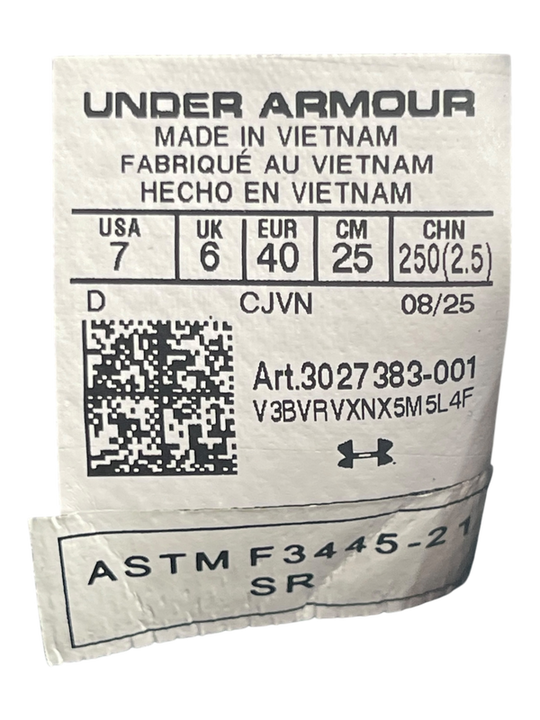 UNDER ARMOUR
MADE IN VIETNAM
FABRIQUÉ AU VIETNAM
HECHO EN VIETNAM
USA UK EUR CM CHN
7 6 40 25 250(2.5)
D CJVN 08/25
Art.3027383-001
V3BVRVXNX5M5L4F
ASTM F3445-21
SR